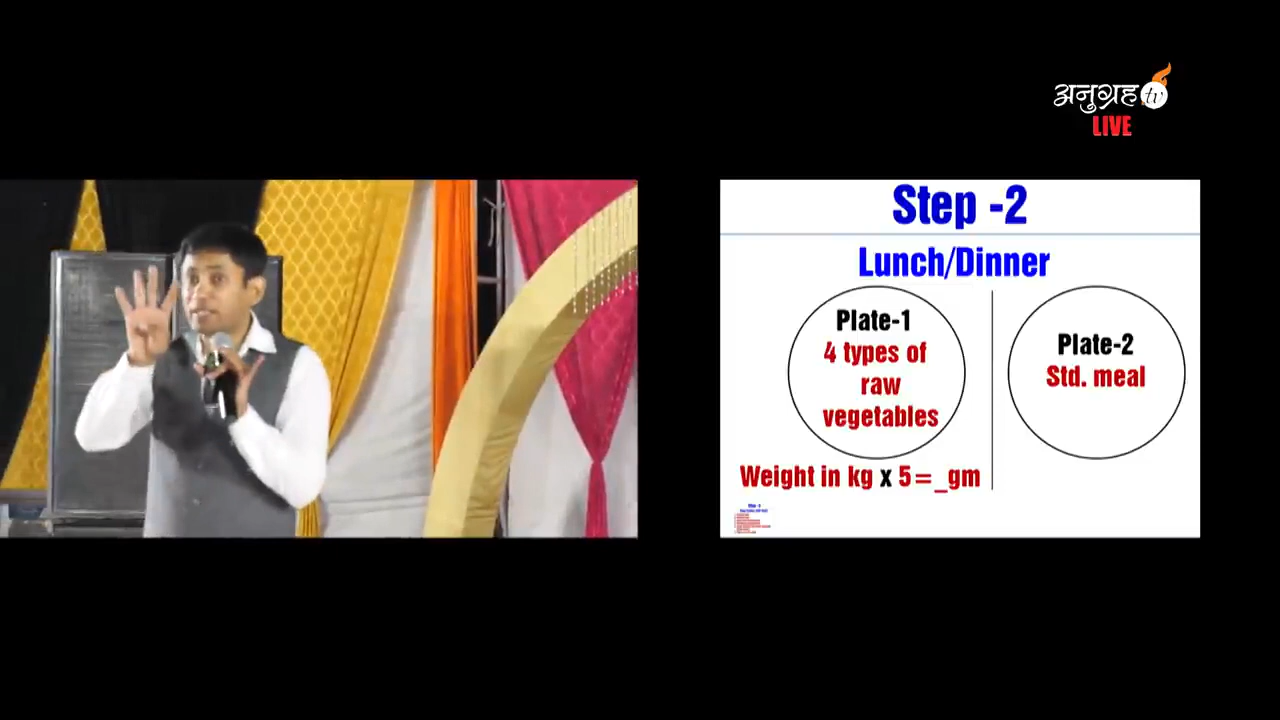 अनुग्रह tv
LIVE
Step -2
Lunch/Dinner
Plate-1
4 types of
raw
vegetables
Plate-2
Std. meal
Weight in kg x 5=_gm